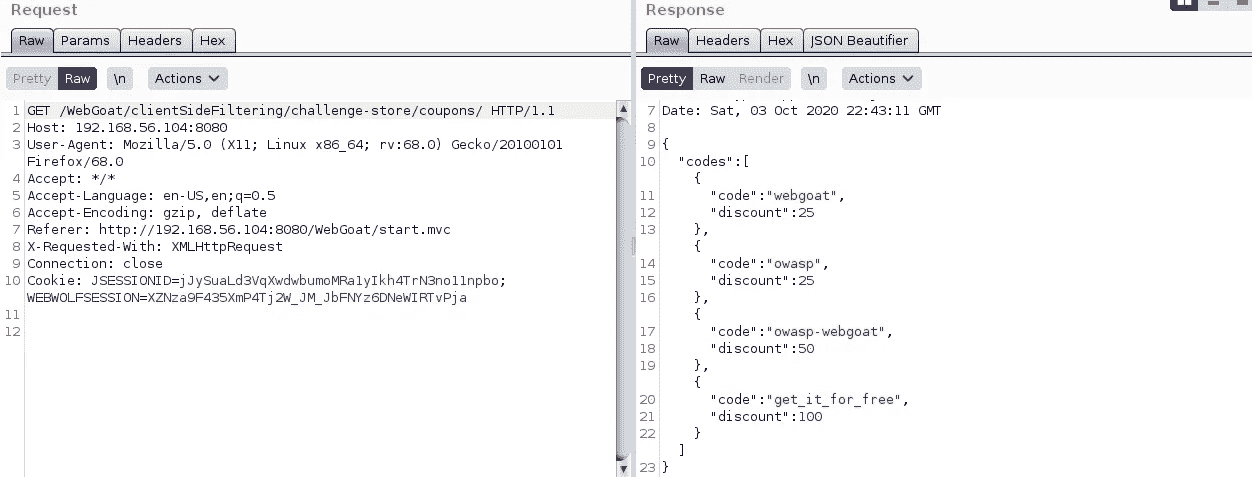 Request
Raw Params Headers Hex
Pretty Raw \n Actions
1 GET /WebGoat/clientSideFiltering/challenge-store/coupons/ HTTP/1.1
2 Host: 192.168.56.104:8080
3 User-Agent: Mozilla/5.0 (X11; Linux x86_64; rv:68.0) Gecko/20100101
Firefox/68.0
4 Accept: */*
5 Accept-Language: en-US,en;q=0.5
6 Accept-Encoding: gzip, deflate
7 Referer: http://192.168.56.104:8080/WebGoat/start.mvc
8 X-Requested-With: XMLHttpRequest
9 Connection: close
10 Cookie: JSESSIONID=jJySuaLd3VqXwdwbumoMRa1yIkh4TrN3no11npbo;
WEBWOLFSESSION=XZNza9F435XmP4Tj2W_JM_JbFNYz6DNeWIRTvPja
11
12
Response
Raw Headers Hex JSON Beautifier
Pretty Raw Render \n Actions
7 Date: Sat, 03 Oct 2020 22:43:11 GMT
8
9 {
10 "codes":[
{
11 "code":"webgoat",
12 "discount":25
13 },
{
14 "code":"owasp",
15 "discount":25
16 },
{
17 "code":"owasp-webgoat",
18 "discount":50
19 },
{
20 "code":"get_it_for_free",
21 "discount":100
22 }
]
23 }